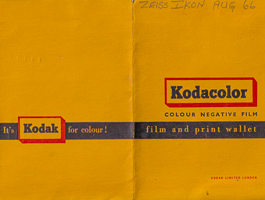 ZEISS IKON AUG 66
Kodacolor
COLOUR NEGATIVE FILM
It's Kodak for colour!
film and print wallet
KODAK LIMITED LONDON